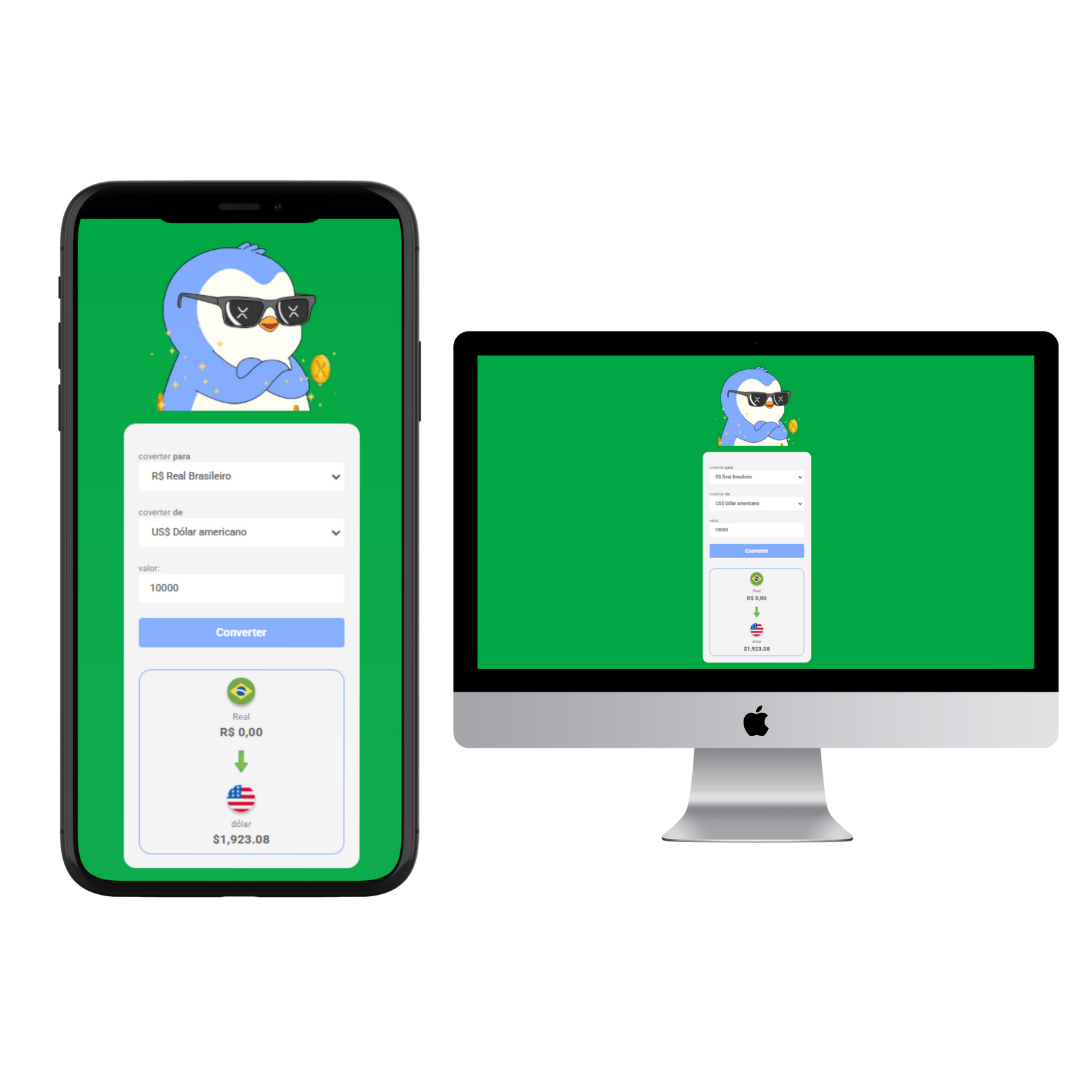 coverter para
R$ Real Brasileiro
coverter de
US$ Dólar americano
valor:
10000
Converter
Real
R$ 0,00
dólar
$1,923.08
coverter para
R$ Real Brasileiro
coverter de
US$ Dólar americano
valor:
10000
Converter
Real
R$ 0,00
dólar
$1,923.08